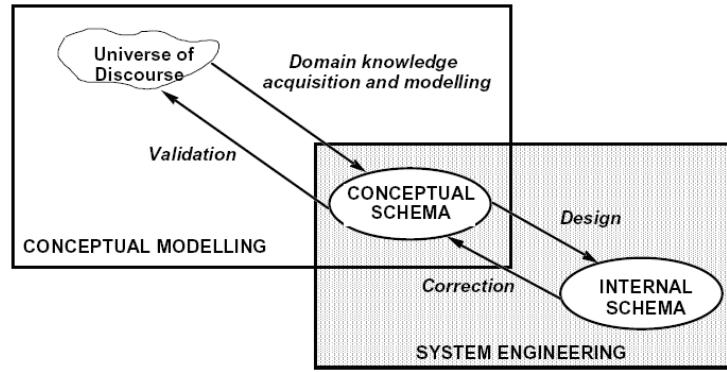 Universe of
Discourse
Domain knowledge
acquisition and modelling
Validation
CONCEPTUAL
SCHEMA
Design
CONCEPTUAL MODELLING
Correction
INTERNAL
SCHEMA
SYSTEM ENGINEERING